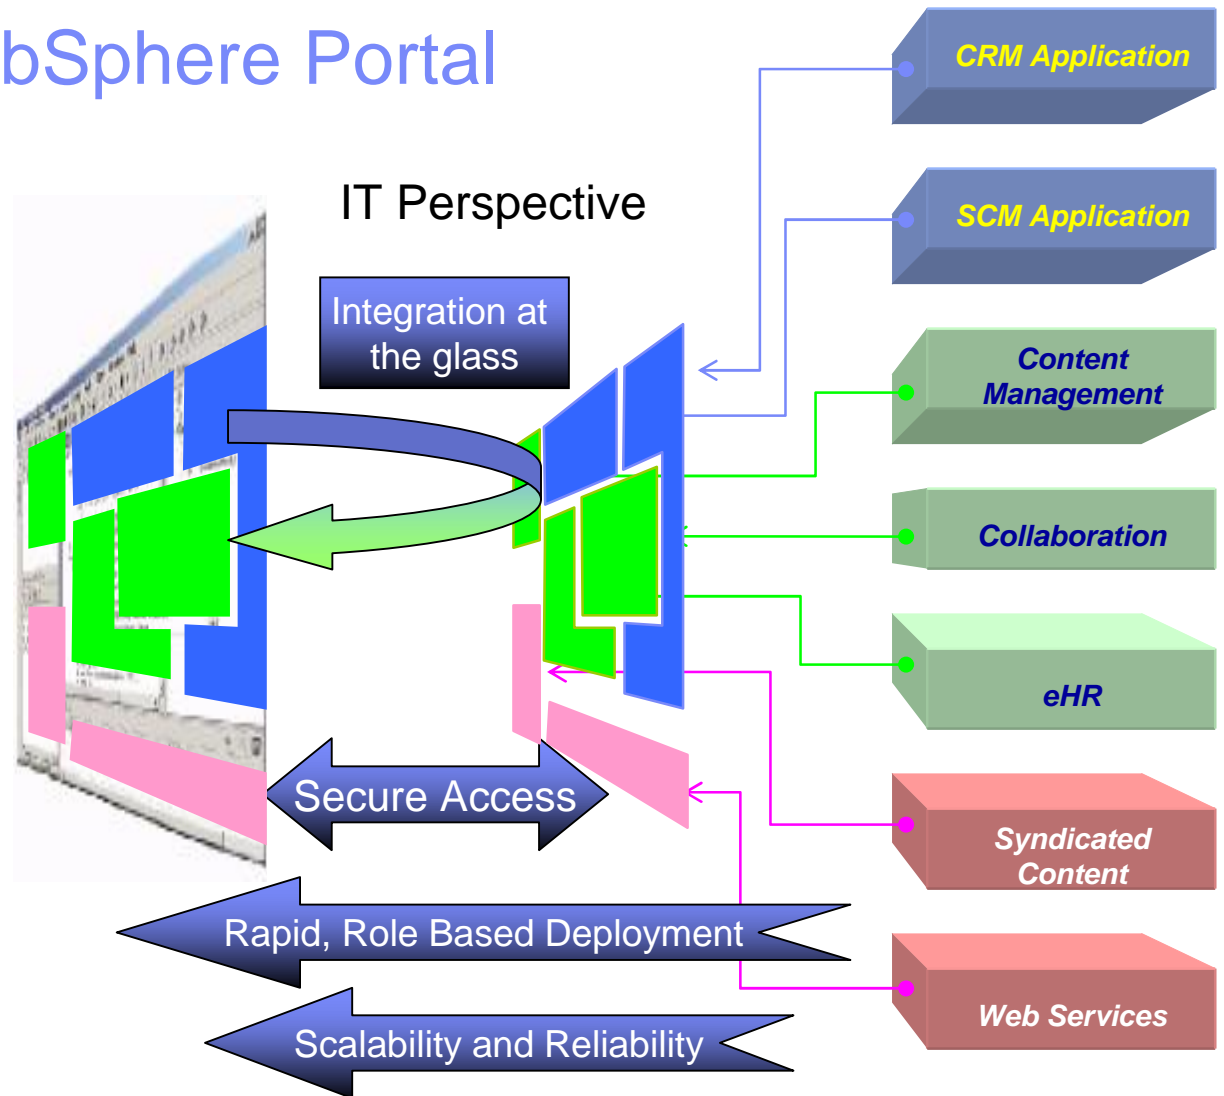 bSphere Portal
IT Perspective
Integration at
the glass
Secure Access
Rapid, Role Based Deployment
Scalability and Reliability
CRM Application
SCM Application
Content
Management
Collaboration
eHR
Syndicated
Content
Web Services